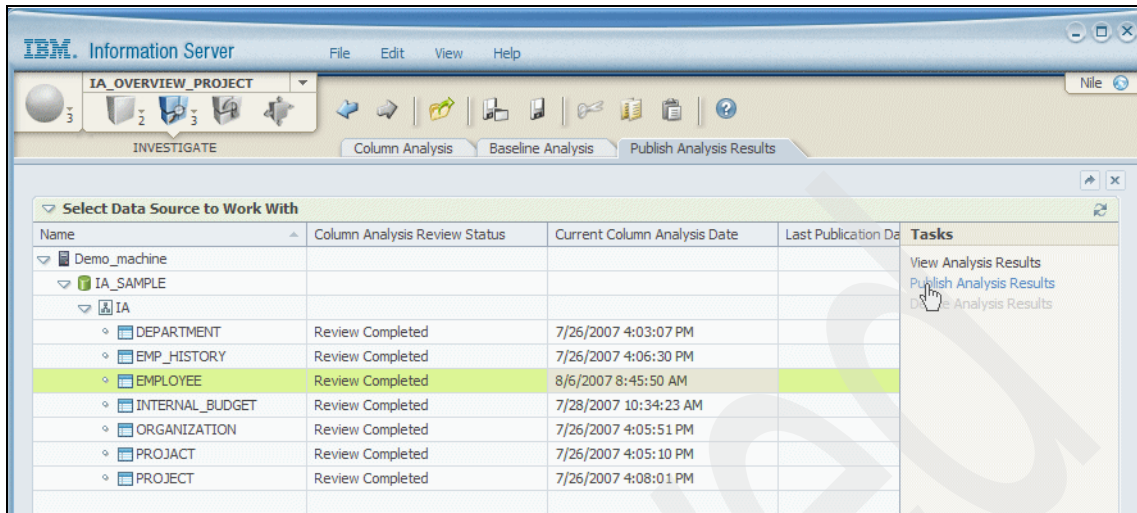 IBM. Information Server File Edit View Help
IA_OVERVIEW_PROJECT
Nile
3 2 3
INVESTIGATE Column Analysis Baseline Analysis Publish Analysis Results
Select Data Source to Work With
Name Column Analysis Review Status Current Column Analysis Date Last Publication Da Tasks
Demo_machine View Analysis Results
IA_SAMPLE Publish Analysis Results
IA Analysis Results
DEPARTMENT Review Completed 7/26/2007 4:03:07 PM
EMP_HISTORY Review Completed 7/26/2007 4:06:30 PM
EMPLOYEE Review Completed 8/6/2007 8:45:50 AM
INTERNAL_BUDGET Review Completed 7/28/2007 10:34:23 AM
ORGANIZATION Review Completed 7/26/2007 4:05:51 PM
PROJACT Review Completed 7/26/2007 4:05:10 PM
PROJECT Review Completed 7/26/2007 4:08:01 PM